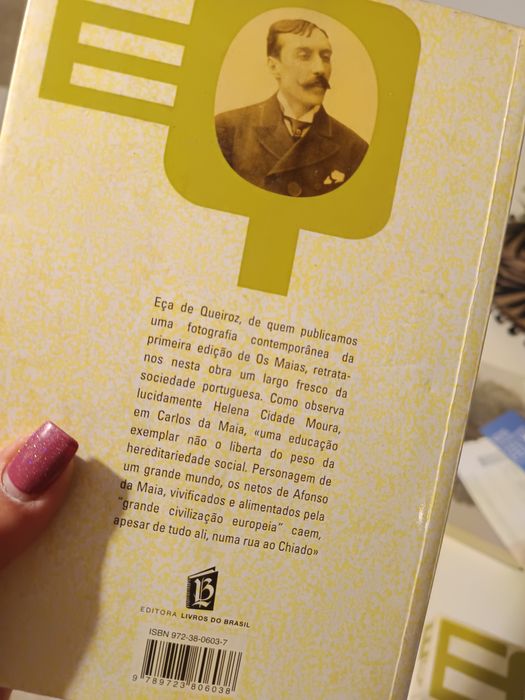 EQ
Eça de Queiroz, de quem publicamos
uma fotografia contemporânea da
primeira edição de Os Maias, retrata-
nos nesta obra um largo fresco da
sociedade portuguesa. Como observa
lucidamente Helena Cidade Moura,
em Carlos da Maia, «uma educação
exemplar não o liberta do peso da
hereditariedade social. Personagem de
um grande mundo, os netos de Afonso
da Maia, vivificados e alimentados pela
"grande civilização europeia" caem,
apesar de tudo ali, numa rua ao Chiado»
LB
EDITORA LIVROS DO BRASIL
ISBN 972-38-0603-7
9 789723 806038
E